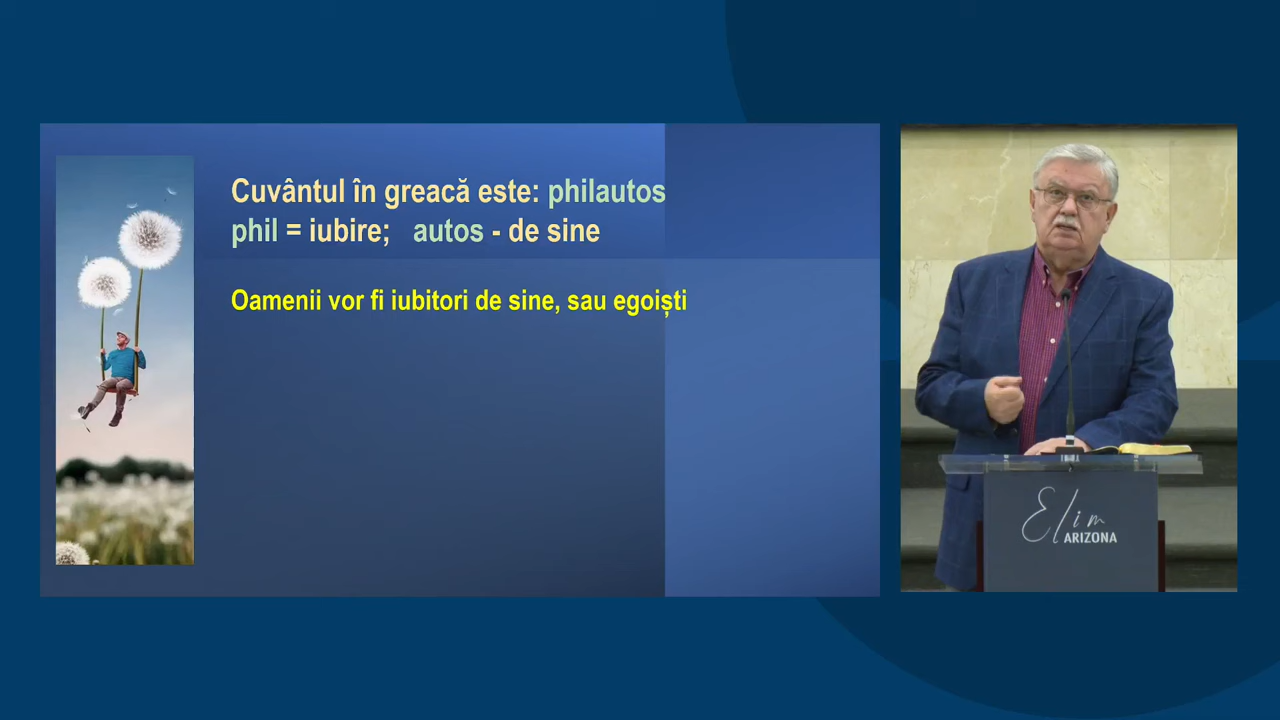 Cuvântul în greacă este: philautos
phil = iubire; autos - de sine
Oamenii vor fi iubitori de sine, sau egoiști
Elim
ARIZONA